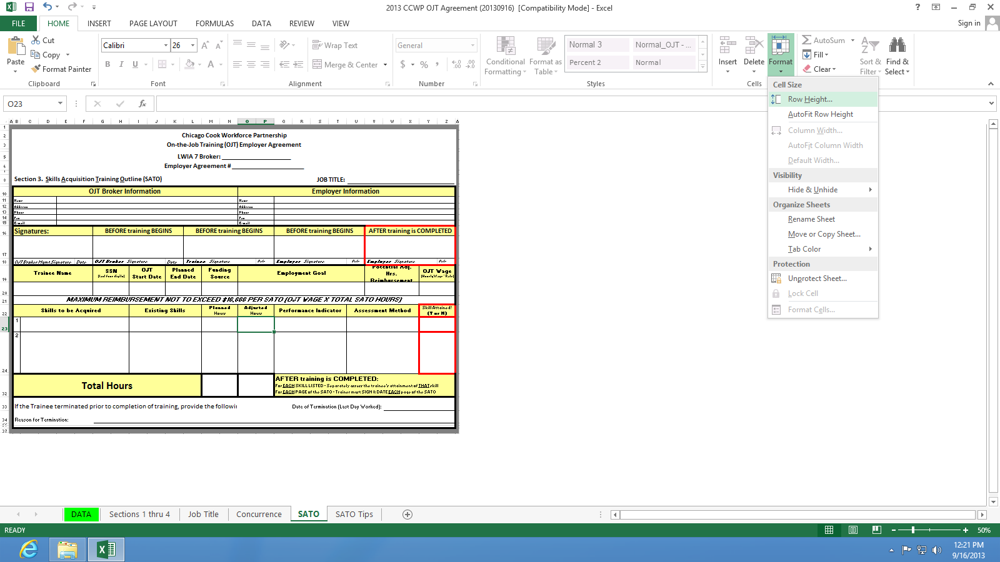 2013 CCWP OJT Agreement (20130916) [Compatibility Mode] - Excel
FILE HOME INSERT PAGE LAYOUT FORMULAS DATA REVIEW VIEW Sign in
Paste
Cut
Copy
Format Painter
Clipboard
Calibri 26
B I U
Font
Wrap Text
Merge & Center
Alignment
General
$ % ,
Number
Conditional Formatting
Format as Table
Normal 3 Normal_OJT - ...
Percent 2 Normal
Styles
Insert Delete Format
Cells
AutoSum
Fill
Clear
Sort & Filter
Find & Select
O23 fx
Cell Size
Row Height...
AutoFit Row Height
Column Width...
AutoFit Column Width
Default Width...
Visibility
Hide & Unhide
Organize Sheets
Rename Sheet
Move or Copy Sheet...
Tab Color
Protection
Unprotect Sheet...
Lock Cell
Format Cells...
Chicago Cook Workforce Partnership
On-the-Job Training (OJT) Employer Agreement
LWIA 7 Broker:
Employer Agreement #
Section 3. Skills Acquisition Training Outline (SATO) JOB TITLE:
OJT Broker Information Employer Information
Name Name
Address Address
Phone Phone
Fax Fax
E-mail E-mail
Signatures: BEFORE training BEGINS BEFORE training BEGINS BEFORE training BEGINS AFTER training is COMPLETED
OJT Broker Mgmt Signature Date OJT Broker Signature Date Trainee Signature Date Employer Signature Date Employer Signature Date
Trainee Name
SSN
(last four digits)
OJT Start Date
Planned End Date
Funding Source
Employment Goal
Potential Adj. Hrs. Reimbursement
OJT Wage
MAXIMUM REIMBURSEMENT NOT TO EXCEED $10,000 PER SATO (OJT WAGE X TOTAL SATO HOURS)
Skills to be Acquired
Existing Skills
Planned Hours
Adjusted Hours
Performance Indicator
Assessment Method
Skill Attained?
(Y or N)
1
2
Total Hours
AFTER training is COMPLETED:
For EACH SKILL LISTED - Separately assess the trainee's attainment of THAT skill
For EACH PAGE of the SATO - Trainer must SIGN & DATE EACH page of the SATO
If the Trainee terminated prior to completion of training, provide the followin Date of Termination (Last Day Worked):
Reason for Termination:
DATA Sections 1 thru 4 Job Title Concurrence SATO SATO Tips
READY 50%
12:21 PM
9/16/2013